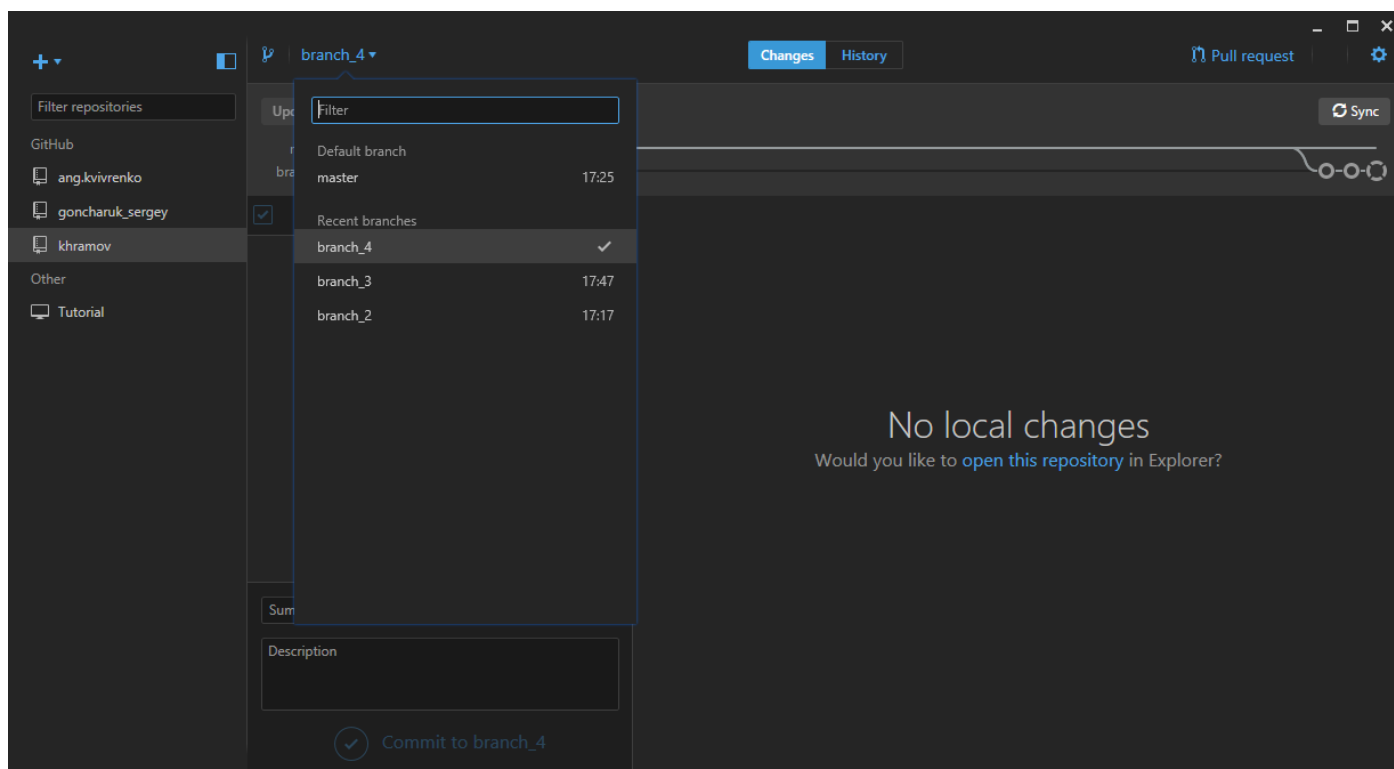 branch_4
Changes
History
Pull request
Filter repositories
GitHub
ang.kvivrenko
goncharuk_sergey
khramov
Other
Tutorial
Filter
Default branch
master 17:25
Recent branches
branch_4
branch_3 17:47
branch_2 17:17
Sync
No local changes
Would you like to open this repository in Explorer?
Description
Commit to branch_4